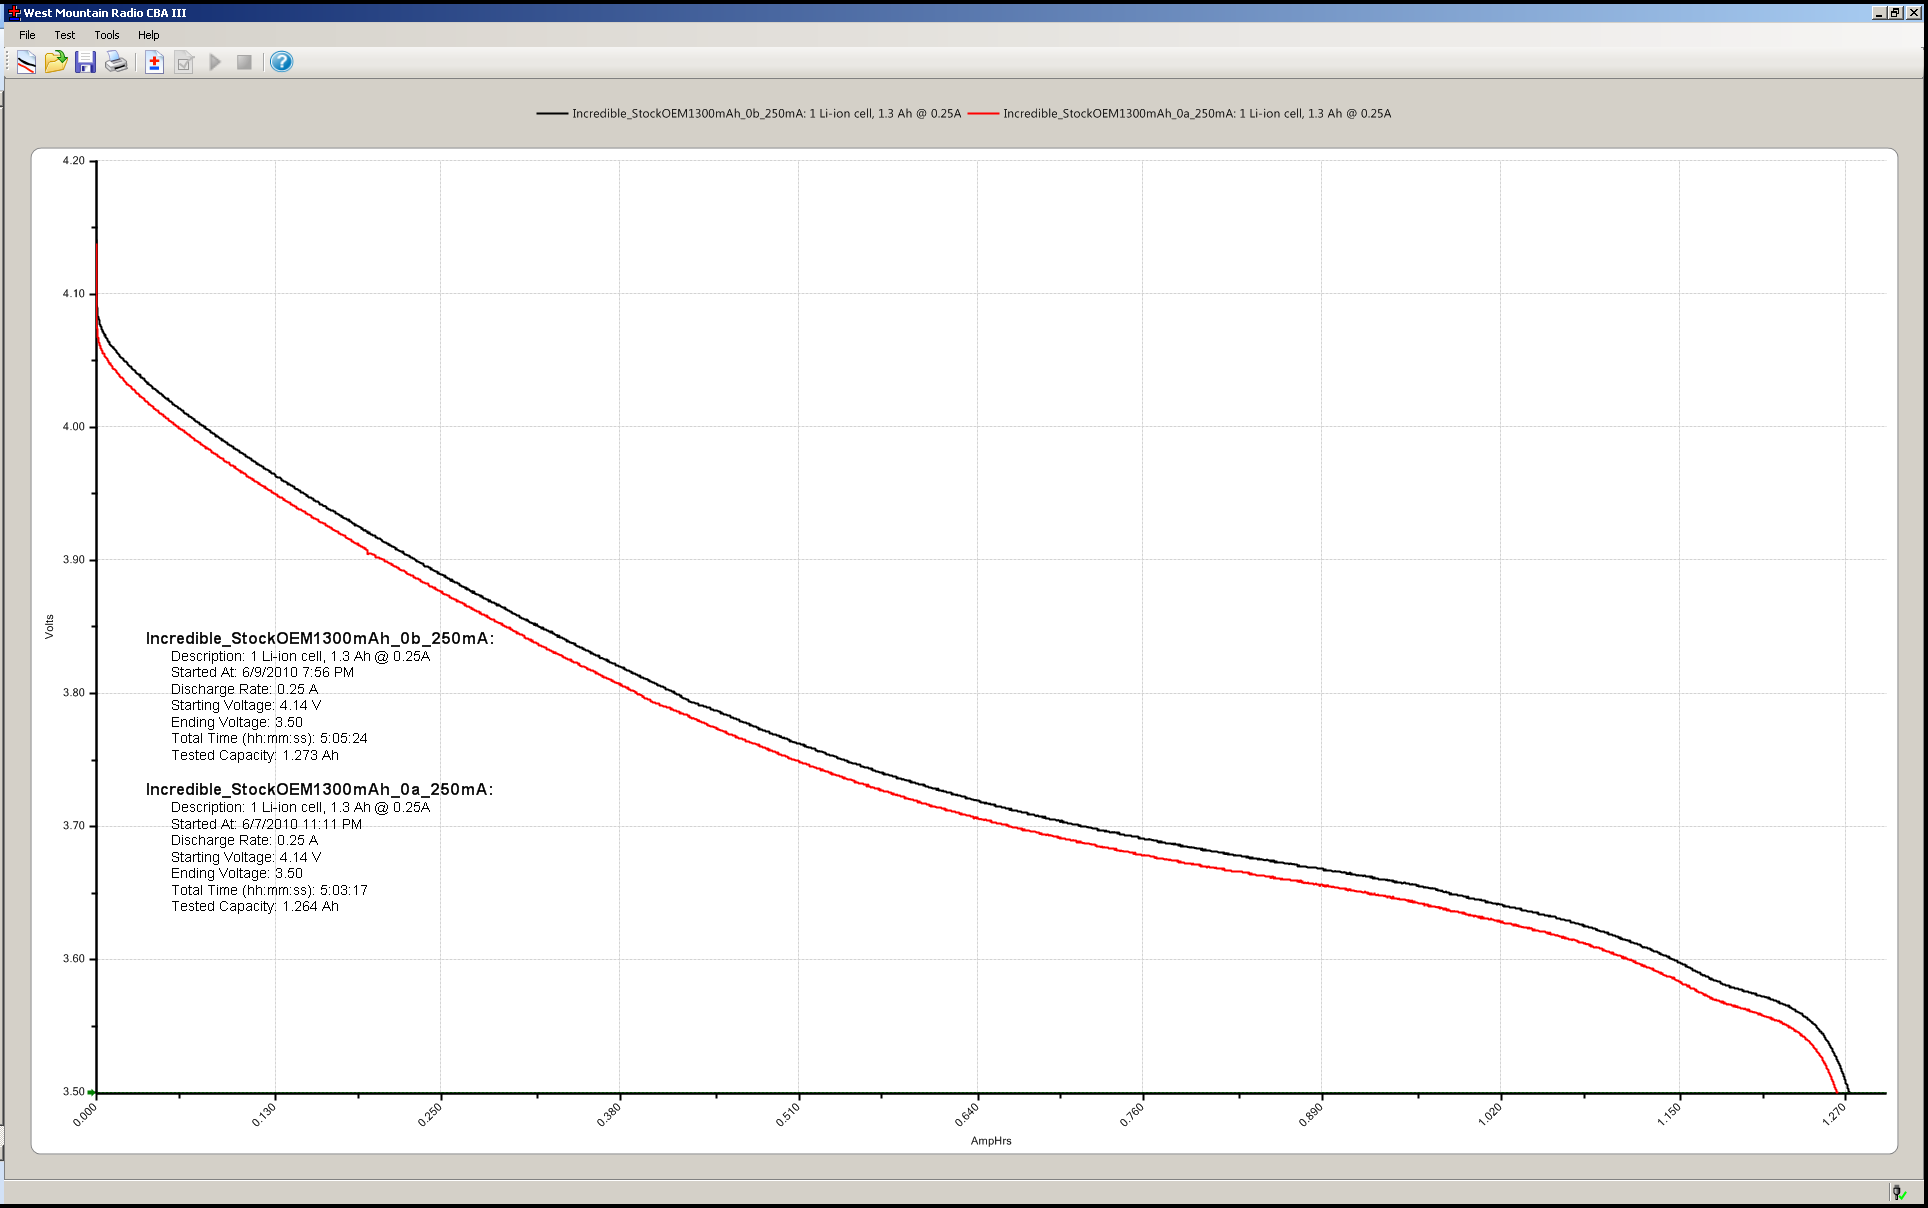 West Mountain Radio CBA III
File Test Tools Help
Incredible_StockOEM1300mAh_0b_250mA: 1 Li-ion cell, 1.3 Ah @ 0.25A Incredible_StockOEM1300mAh_0a_250mA: 1 Li-ion cell, 1.3 Ah @ 0.25A
4.20
4.10
4.00
3.90
3.80
3.70
3.60
3.50
Volts
Incredible_StockOEM1300mAh_0b_250mA:
Description: 1 Li-ion cell, 1.3 Ah @ 0.25A
Started At: 6/9/2010 7:56 PM
Discharge Rate: 0.25 A
Starting Voltage: 4.14 V
Ending Voltage: 3.50
Total Time (hh:mm:ss): 5:05:24
Tested Capacity: 1.273 Ah
Incredible_StockOEM1300mAh_0a_250mA:
Description: 1 Li-ion cell, 1.3 Ah @ 0.25A
Started At: 6/7/2010 11:11 PM
Discharge Rate: 0.25 A
Starting Voltage: 4.14 V
Ending Voltage: 3.50
Total Time (hh:mm:ss): 5:03:17
Tested Capacity: 1.264 Ah
0.000 0.130 0.250 0.380 0.510 0.640 0.760 0.890 1.020 1.150 1.270
AmpHrs